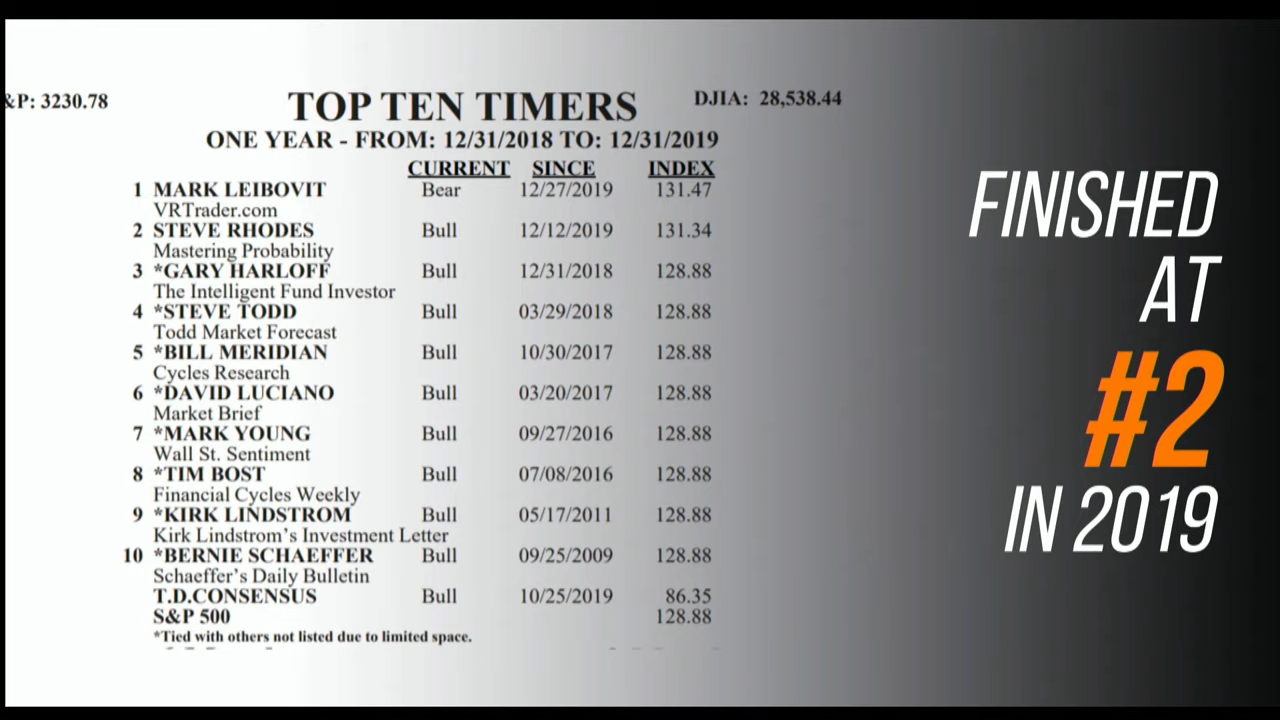 &P: 3230.78
TOP TEN TIMERS
DJIA: 28,538.44
ONE YEAR - FROM: 12/31/2018 TO: 12/31/2019
CURRENT SINCE INDEX
1 MARK LEIBOVIT Bear 12/27/2019 131.47
VRTrader.com
2 STEVE RHODES Bull 12/12/2019 131.34
Mastering Probability
3 *GARY HARLOFF Bull 12/31/2018 128.88
The Intelligent Fund Investor
4 *STEVE TODD Bull 03/29/2018 128.88
Todd Market Forecast
5 *BILL MERIDIAN Bull 10/30/2017 128.88
Cycles Research
6 *DAVID LUCIANO Bull 03/20/2017 128.88
Market Brief
7 *MARK YOUNG Bull 09/27/2016 128.88
Wall St. Sentiment
8 *TIM BOST Bull 07/08/2016 128.88
Financial Cycles Weekly
9 *KIRK LINDSTROM Bull 05/17/2011 128.88
Kirk Lindstrom's Investment Letter
10 *BERNIE SCHAEFFER Bull 09/25/2009 128.88
Schaeffer's Daily Bulletin
T.D.CONSENSUS Bull 10/25/2019 86.35
S&P 500 128.88
*Tied with others not listed due to limited space.
FINISHED
AT
#2
IN 2019